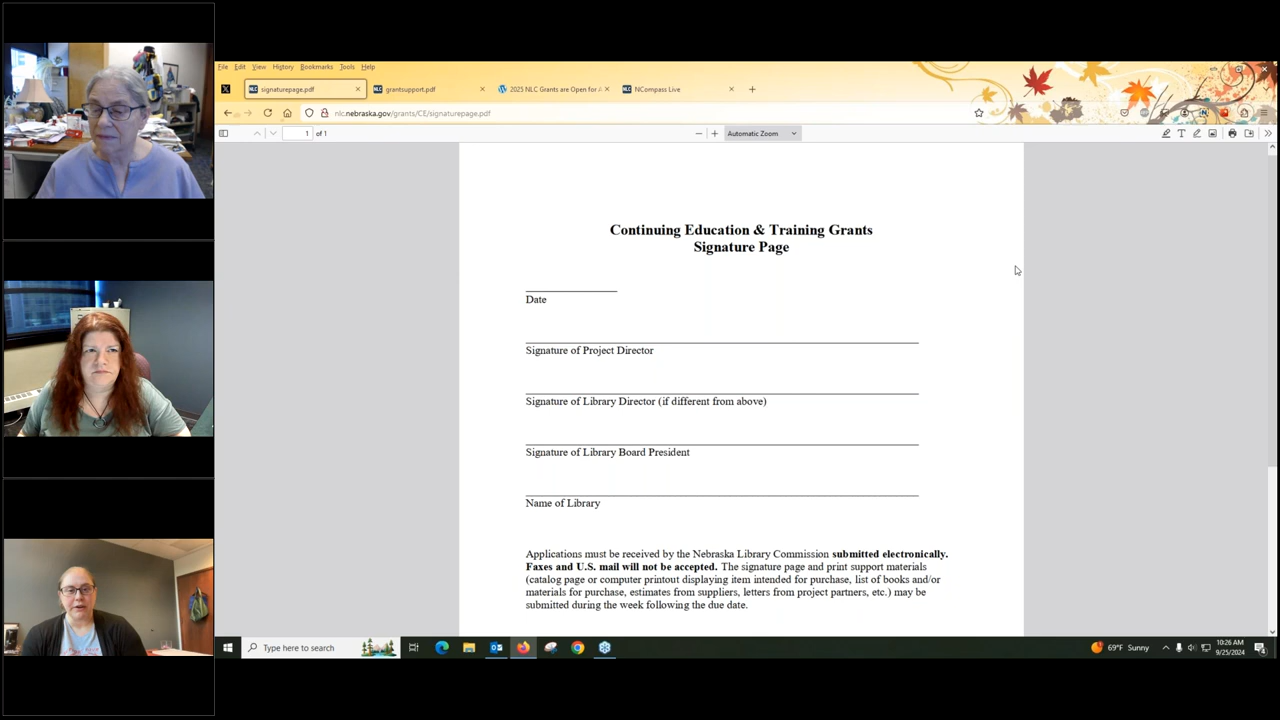 File Edit View History Bookmarks Tools Help
signaturepage.pdf
grantsupport.pdf
2025 NLC Grants are Open for
NCompass Live
nlc.nebraska.gov/grants/CE/signaturepage.pdf
1 of 1
Automatic Zoom
Continuing Education & Training Grants
Signature Page
Date
Signature of Project Director
Signature of Library Director (if different from above)
Signature of Library Board President
Name of Library
Applications must be received by the Nebraska Library Commission submitted electronically.
Faxes and U.S. mail will not be accepted. The signature page and print support materials
(catalog page or computer printout displaying item intended for purchase, list of books and/or
materials for purchase, estimates from suppliers, letters from project partners, etc.) may be
submitted during the week following the due date.
Type here to search
69°F Sunny
10:26 AM
9/25/2024